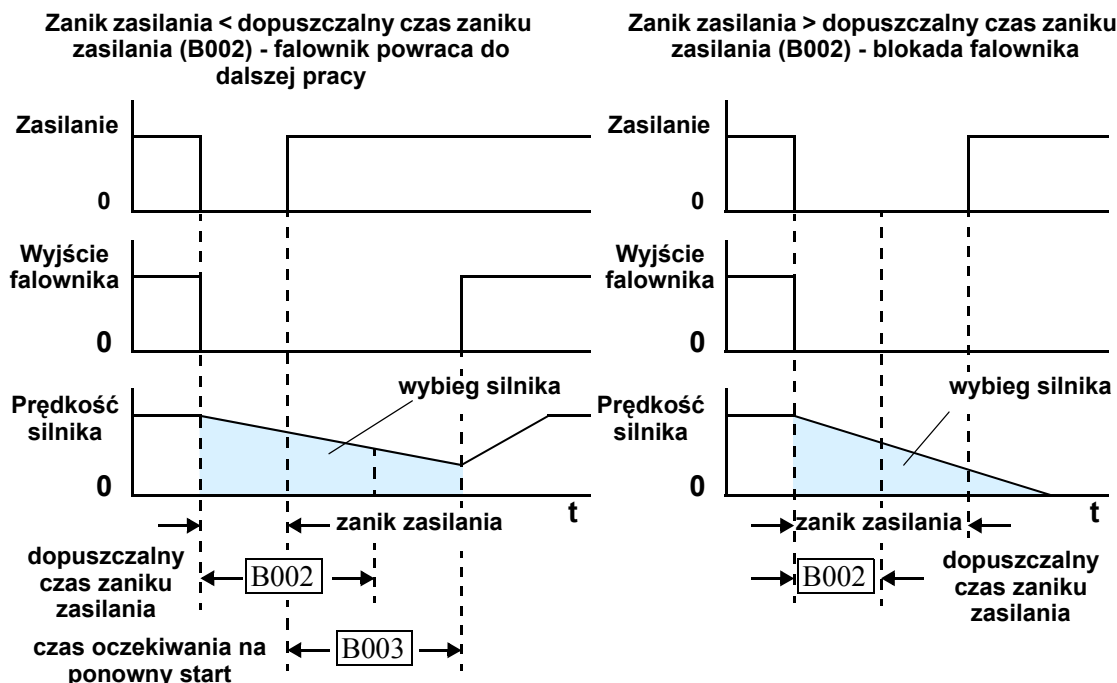 Zanik zasilania < dopuszczalny czas zaniku
zasilania (B002) - falownik powraca do
dalszej pracy
Zasilanie
0
Wyjście
falownika
0
wybieg silnika
Prędkość
silnika
0
t
zanik zasilania
dopuszczalny
czas zaniku
zasilania
B002
czas oczekiwania na
ponowny start
B003
Zanik zasilania > dopuszczalny czas zaniku
zasilania (B002) - blokada falownika
Zasilanie
0
Wyjście
falownika
0
wybieg silnika
Prędkość
silnika
0
t
zanik zasilania
B002
dopuszczalny
czas zaniku
zasilania